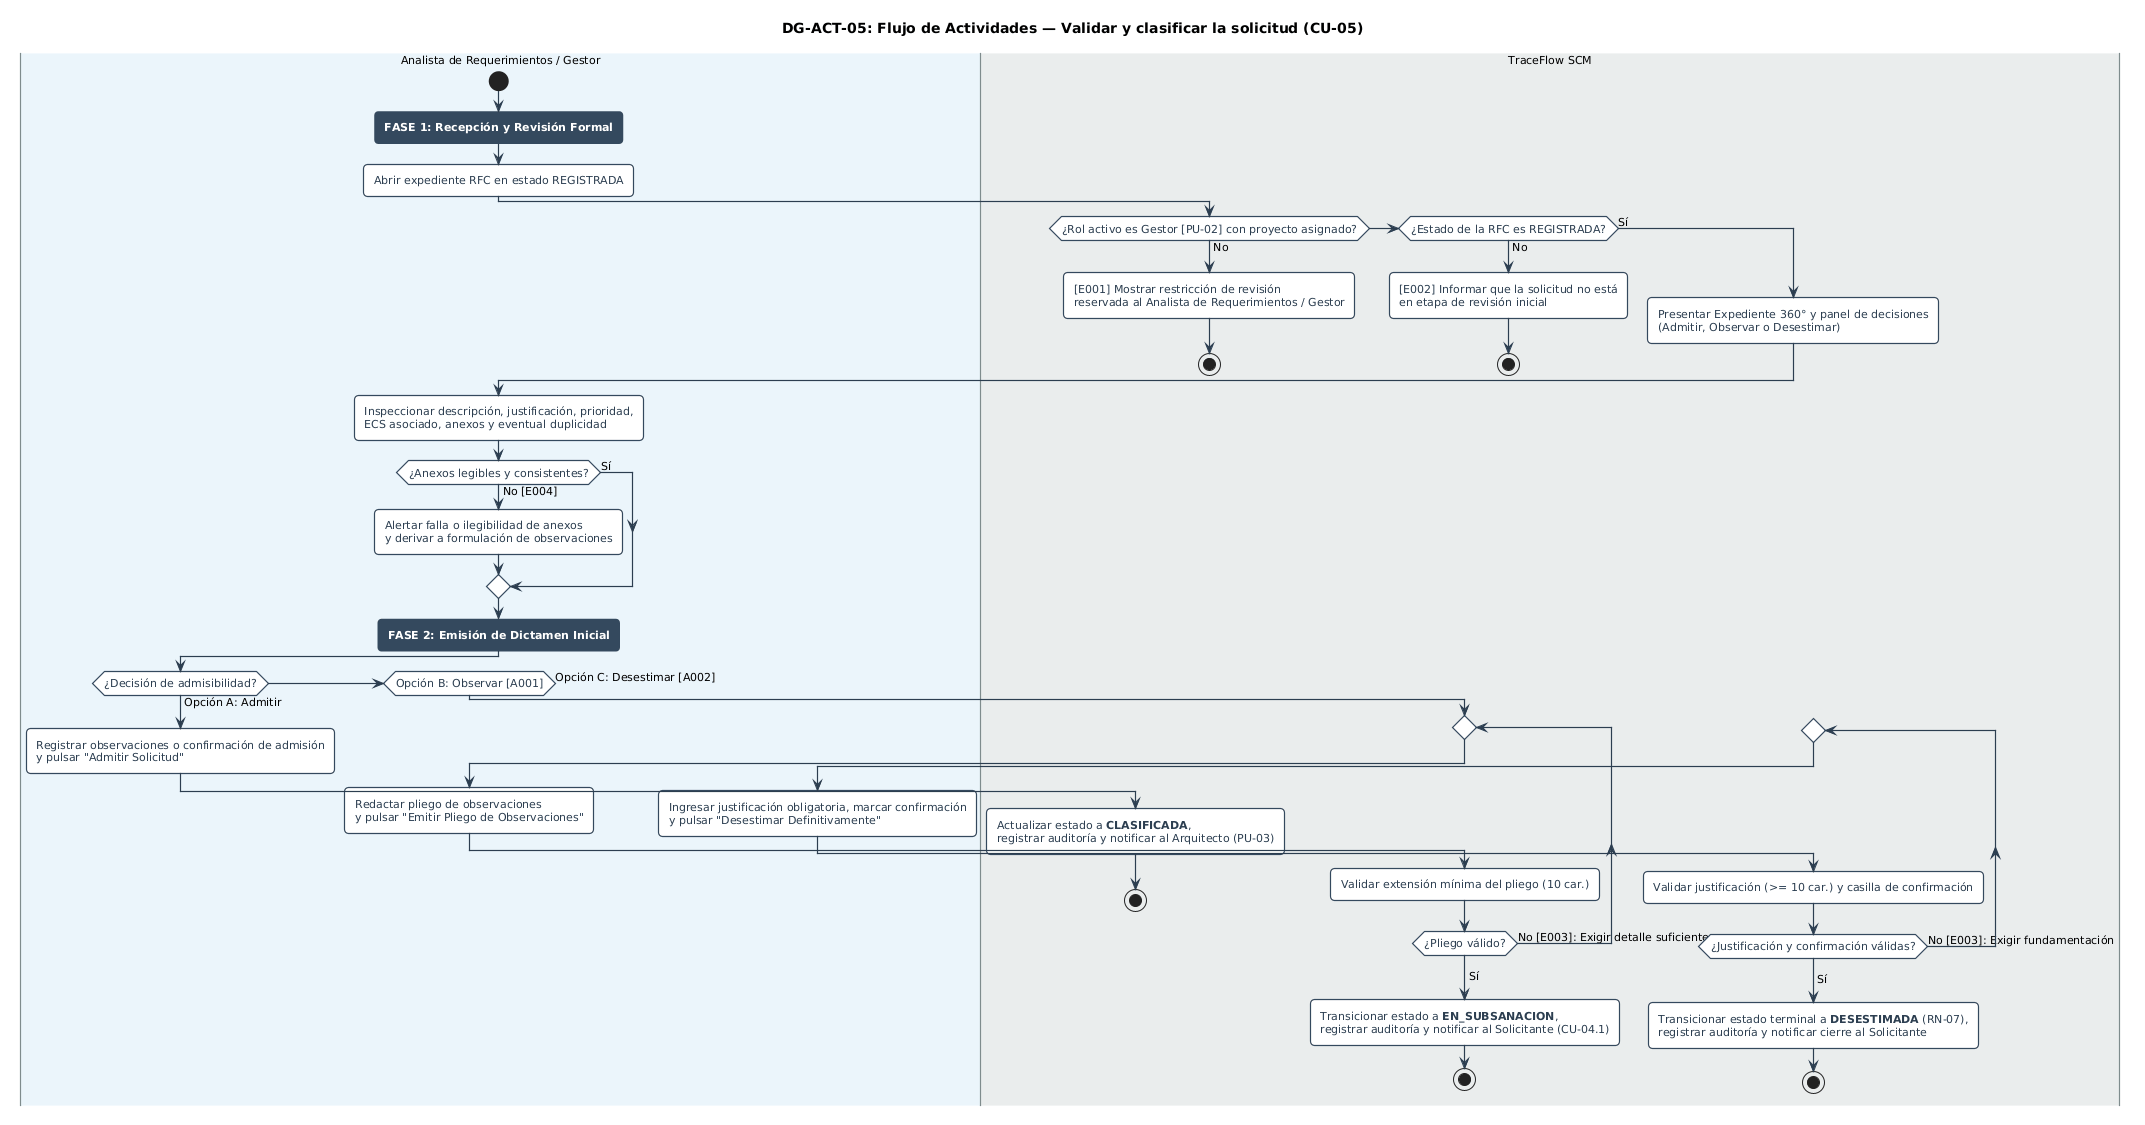 DG-ACT-05: Flujo de Actividades — Validar y clasificar la solicitud (CU-05)
Analista de Requerimientos / Gestor
TraceFlow SCM
FASE 1: Recepción y Revisión Formal
Abrir expediente RFC en estado REGISTRADA
¿Rol activo es Gestor [PU-02] con proyecto asignado?
¿Estado de la RFC es REGISTRADA?
Sí
No
No
[E001] Mostrar restricción de revisión
reservada al Analista de Requerimientos / Gestor
[E002] Informar que la solicitud no está
en etapa de revisión inicial
Presentar Expediente 360° y panel de decisiones
(Admitir, Observar o Desestimar)
Inspeccionar descripción, justificación, prioridad,
ECS asociado, anexos y eventual duplicidad
¿Anexos legibles y consistentes?
Sí
No [E004]
Alertar falla o ilegibilidad de anexos
y derivar a formulación de observaciones
FASE 2: Emisión de Dictamen Inicial
¿Decisión de admisibilidad?
Opción B: Observar [A001]
Opción C: Desestimar [A002]
Opción A: Admitir
Registrar observaciones o confirmación de admisión
y pulsar "Admitir Solicitud"
Redactar pliego de observaciones
y pulsar "Emitir Pliego de Observaciones"
Ingresar justificación obligatoria, marcar confirmación
y pulsar "Desestimar Definitivamente"
Actualizar estado a CLASIFICADA,
registrar auditoría y notificar al Arquitecto (PU-03)
Validar extensión mínima del pliego (10 car.)
Validar justificación (>= 10 car.) y casilla de confirmación
¿Pliego válido?
No [E003]: Exigir detalle suficiente
¿Justificación y confirmación válidas?
No [E003]: Exigir fundamentación
Sí
Sí
Transicionar estado a EN_SUBSANACION,
registrar auditoría y notificar al Solicitante (CU-04.1)
Transicionar estado terminal a DESESTIMADA (RN-07),
registrar auditoría y notificar cierre al Solicitante